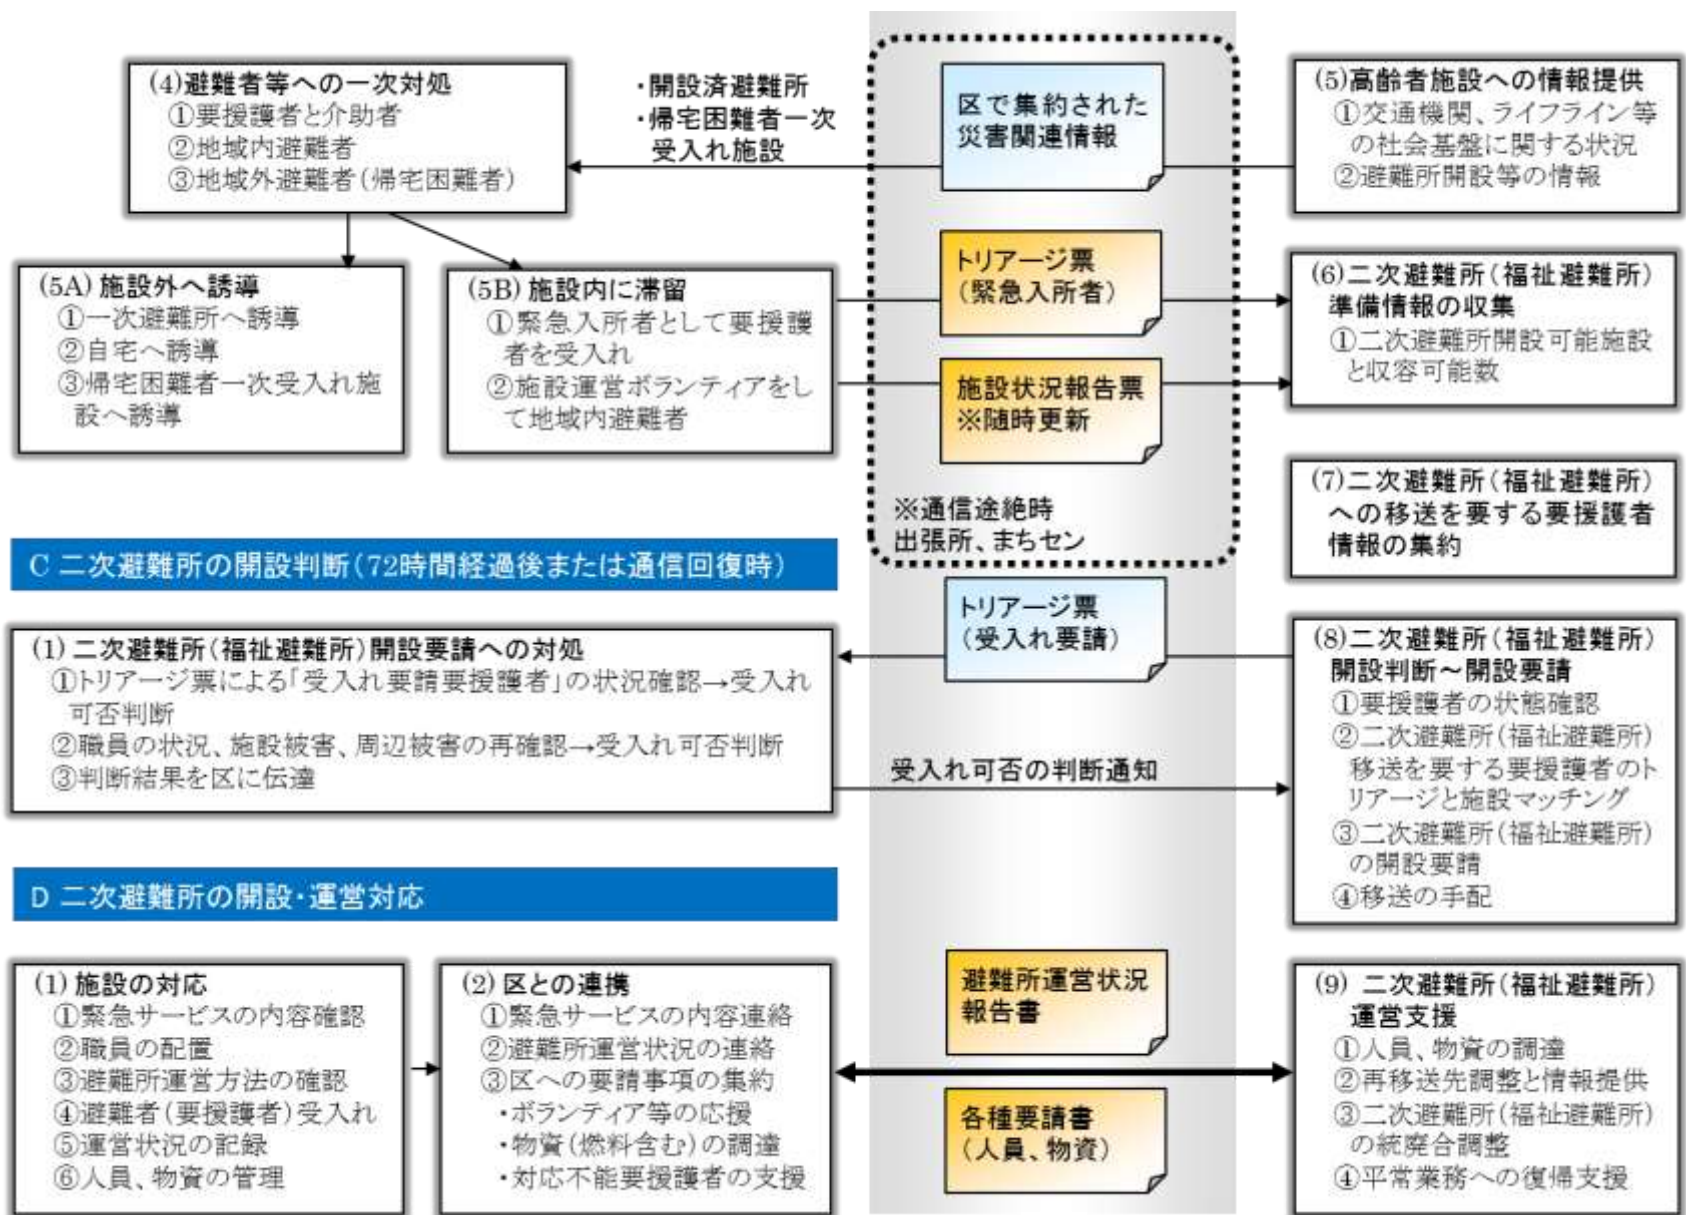 (4)避難者等への一次対処
①要援護者と介助者
②地域内避難者
③地域外避難者(帰宅困難者)
・開設済避難所
・帰宅困難者一次
受入れ施設
区で集約された
災害関連情報
(5)高齢者施設への情報提供
①交通機関、ライフライン等
の社会基盤に関する状況
②避難所開設等の情報
(5A) 施設外へ誘導
①一次避難所へ誘導
②自宅へ誘導
③帰宅困難者一次受入れ施
設へ誘導
(5B) 施設内に滞留
①緊急入所者として要援護
者を受入れ
②施設運営ボランティアをし
て地域内避難者
トリアージ票
(緊急入所者)
施設状況報告票
※随時更新
(6)二次避難所(福祉避難所)
準備情報の収集
①二次避難所開設可能施設
と収容可能数
※通信途絶時
出張所、まちセン
(7)二次避難所(福祉避難所)
への移送を要する要援護者
情報の集約
C 二次避難所の開設判断(72時間経過後または通信回復時)
(1) 二次避難所(福祉避難所)開設要請への対処
①トリアージ票による「受入れ要請要援護者」の状況確認→受入れ
可否判断
②職員の状況、施設被害、周辺被害の再確認→受入れ可否判断
③判断結果を区に伝達
トリアージ票
(受入れ要請)
受入れ可否の判断通知
(8)二次避難所(福祉避難所)
開設判断～開設要請
①要援護者の状態確認
②二次避難所(福祉避難所)
移送を要する要援護者のト
リアージと施設マッチング
③二次避難所(福祉避難所)
の開設要請
④移送の手配
D 二次避難所の開設・運営対応
(1) 施設の対応
①緊急サービスの内容確認
②職員の配置
③避難所運営方法の確認
④避難者(要援護者)受入れ
⑤運営状況の記録
⑥人員、物資の管理
(2) 区との連携
①緊急サービスの内容連絡
②避難所運営状況の連絡
③区への要請事項の集約
・ボランティア等の応援
・物資(燃料含む)の調達
・対応不能要援護者の支援
避難所運営状況
報告書
各種要請書
(人員、物資)
(9) 二次避難所(福祉避難所)
運営支援
①人員、物資の調達
②再移送先調整と情報提供
③二次避難所(福祉避難所)
の統廃合調整
④平常業務への復帰支援